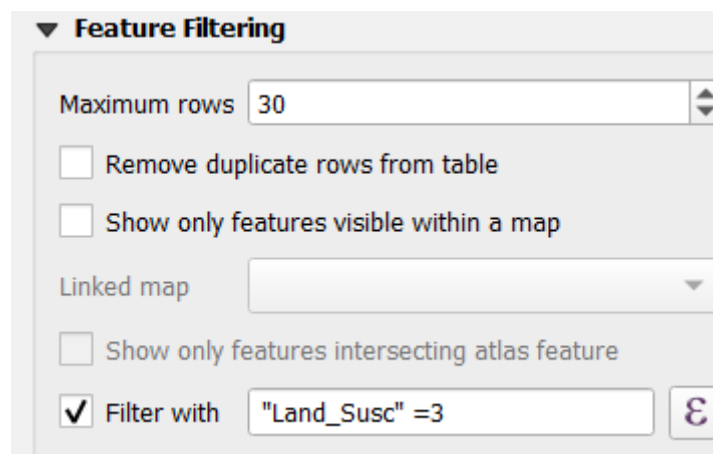 Feature Filtering
Maximum rows 30
Remove duplicate rows from table
Show only features visible within a map
Linked map
Show only features intersecting atlas feature
Filter with "Land_Susc" =3 ε